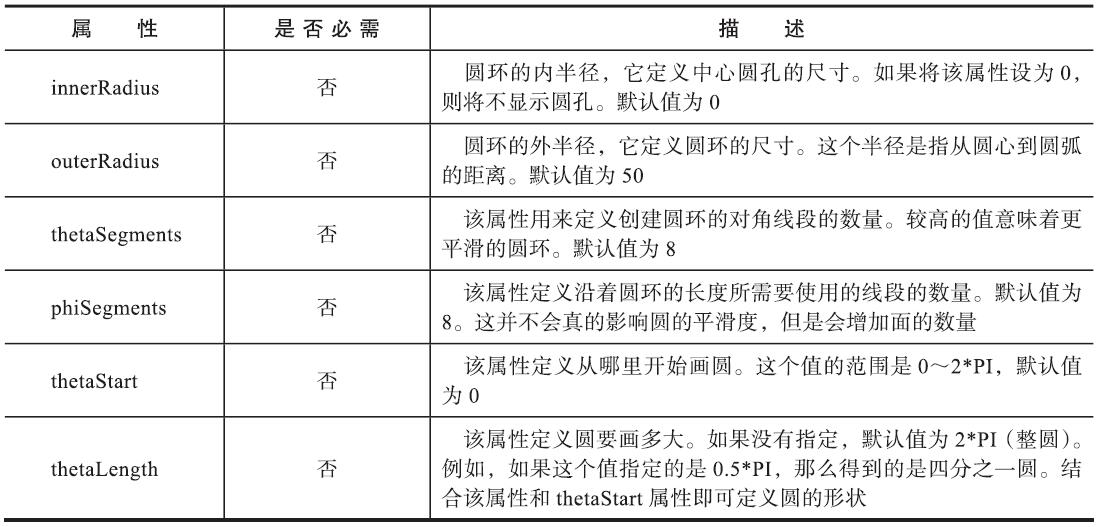 属 性 是否必需 描 述
innerRadius 否 圆环的内半径，它定义中心圆孔的尺寸。如果将该属性设为 0，
则将不显示圆孔。默认值为 0
outerRadius 否 圆环的外半径，它定义圆环的尺寸。这个半径是指从圆心到圆弧
的距离。默认值为 50
thetaSegments 否 该属性用来定义创建圆环的对角线段的数量。较高的值意味着更
平滑的圆环。默认值为 8
phiSegments 否 该属性定义沿着圆环的长度所需要使用的线段的数量。默认值为
8。这并不会真的影响圆的平滑度，但是会增加面的数量
thetaStart 否 该属性定义从哪里开始画圆。这个值的范围是 0～2*PI，默认值
为 0
thetaLength 否 该属性定义圆要画多大。如果没有指定，默认值为 2*PI（整圆）。
例如，如果这个值指定的是 0.5*PI，那么得到的是四分之一圆。结
合该属性和 thetaStart 属性即可定义圆的形状